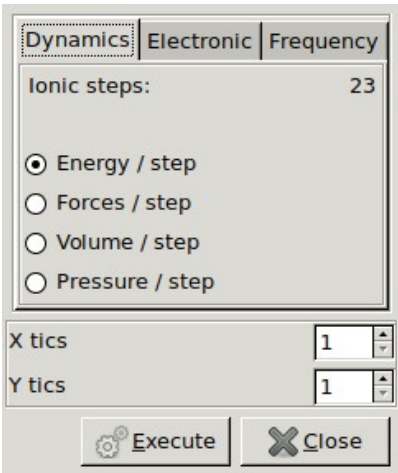 Dynamics Electronic Frequency
Ionic steps: 23
Energy / step
Forces / step
Volume / step
Pressure / step
X tics 1
Y tics 1
Execute Close